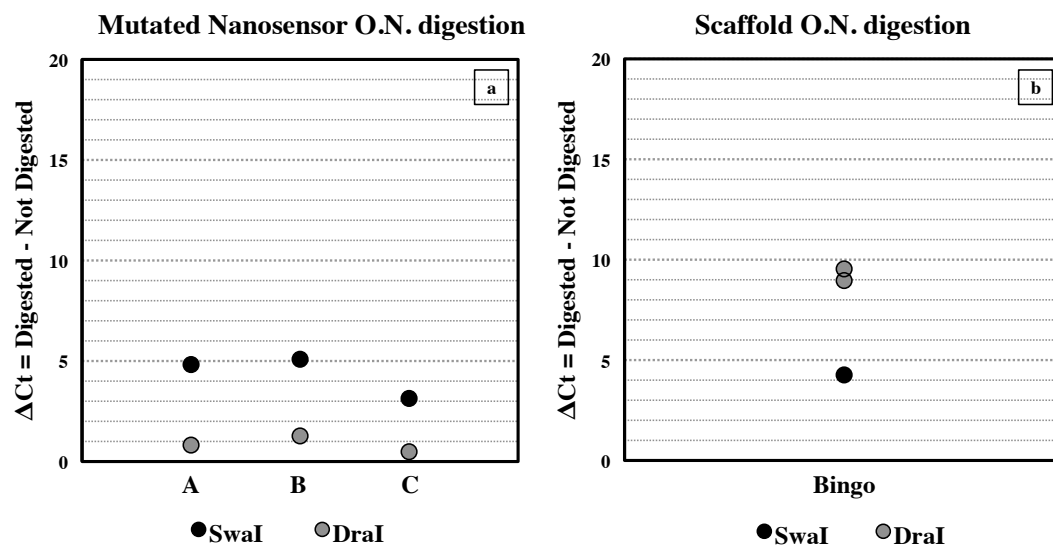 Mutated Nanosensor O.N. digestion
ΔCt = Digested - Not Digested
20
15
10
5
0
a
A B C
SwaI DraI
Scaffold O.N. digestion
ΔCt = Digested - Not Digested
20
15
10
5
0
b
Bingo
SwaI DraI